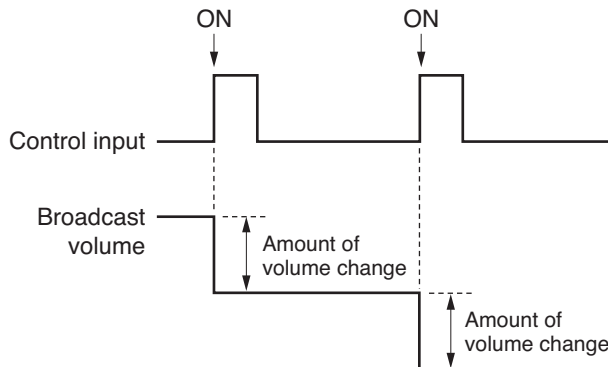 ON
ON
Control input
Broadcast
volume
Amount of
volume change
Amount of
volume change